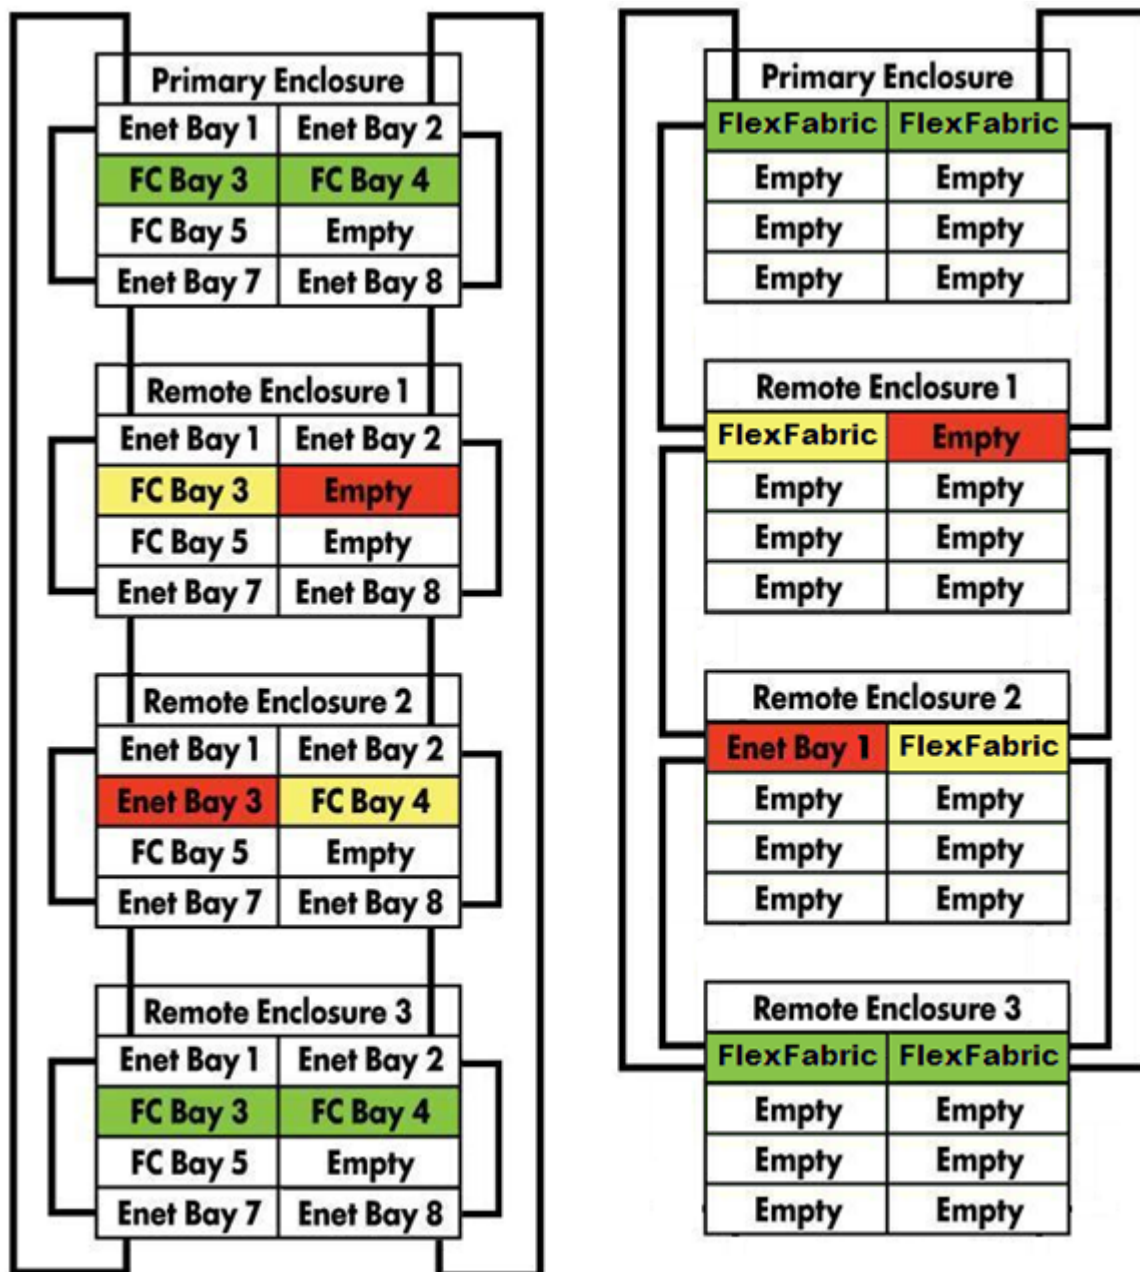 Primary Enclosure
Enet Bay 1 Enet Bay 2
FC Bay 3 FC Bay 4
FC Bay 5 Empty
Enet Bay 7 Enet Bay 8
Remote Enclosure 1
Enet Bay 1 Enet Bay 2
FC Bay 3 Empty
FC Bay 5 Empty
Enet Bay 7 Enet Bay 8
Remote Enclosure 2
Enet Bay 1 Enet Bay 2
Enet Bay 3 FC Bay 4
FC Bay 5 Empty
Enet Bay 7 Enet Bay 8
Remote Enclosure 3
Enet Bay 1 Enet Bay 2
FC Bay 3 FC Bay 4
FC Bay 5 Empty
Enet Bay 7 Enet Bay 8
Primary Enclosure
FlexFabric FlexFabric
Empty Empty
Empty Empty
Empty Empty
Remote Enclosure 1
FlexFabric Empty
Empty Empty
Empty Empty
Empty Empty
Remote Enclosure 2
Enet Bay 1 FlexFabric
Empty Empty
Empty Empty
Empty Empty
Remote Enclosure 3
FlexFabric FlexFabric
Empty Empty
Empty Empty
Empty Empty